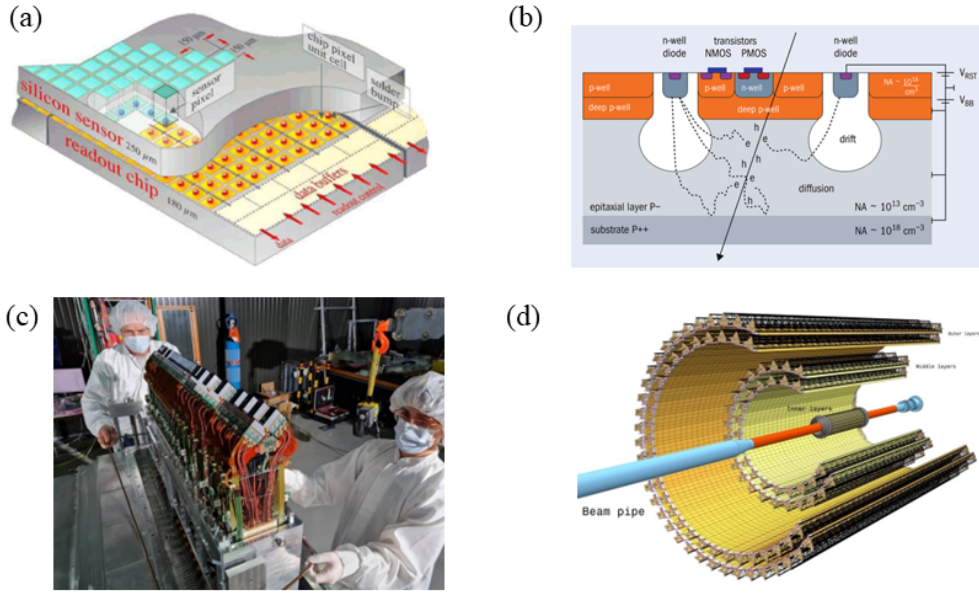 (a)
150 μm
150 μm
chip pixel
unit cell
sensor
pixel
solder
bump
silicon sensor
250 μm
readout chip
180 μm
data buffers
readout control
data
(b)
n-well
diode
transistors
NMOS PMOS
n-well
diode
V_RST
p-well
p-well
n-well
p-well
NA ~ 10^16
cm^-3
V_BB
deep p-well
deep p-well
h
e
h
e
h
e
h
e
h
drift
diffusion
epitaxial layer P−
NA ~ 10^13 cm^−3
substrate P++
NA ~ 10^18 cm^−3
(c)
(d)
Outer layers
Middle layers
Inner layers
Beam pipe